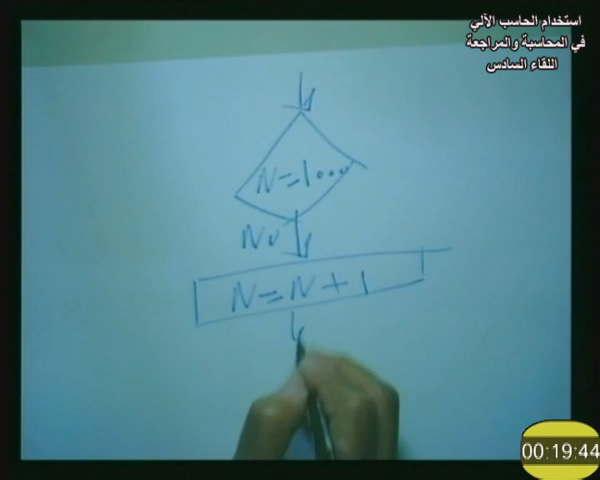 استخدام الحاسب الآلي
في المحاسبة والمراجعة
اللقاء السادس
N=1000
No
N=N+1
00:19:44